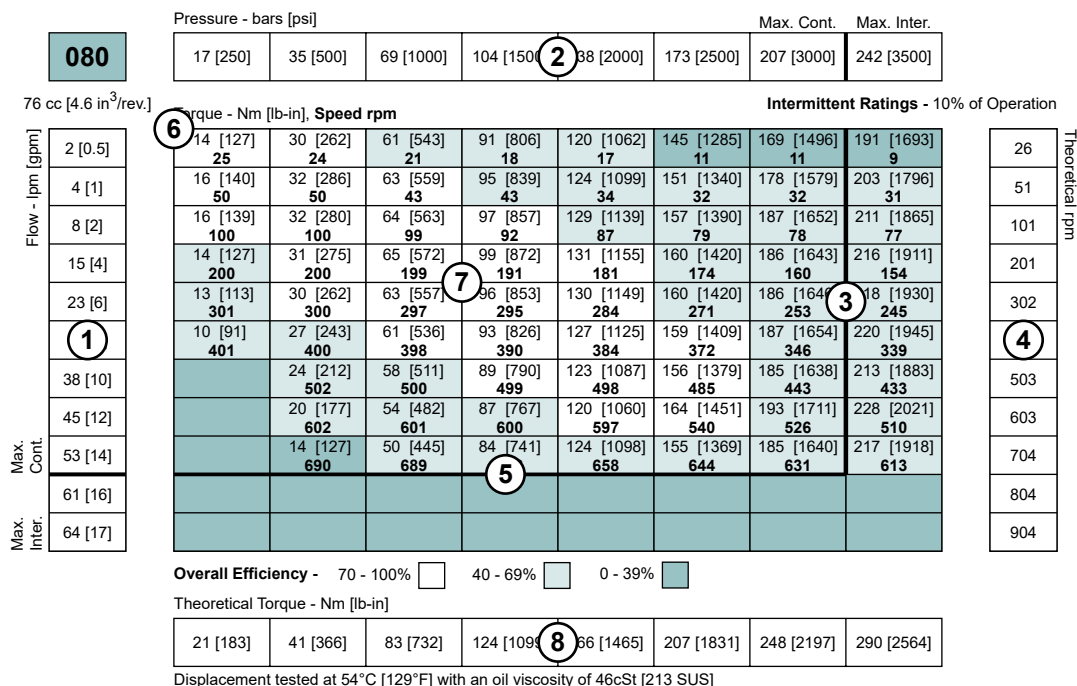 Pressure - bars [psi] Max. Cont. Max. Inter.
080 17 [250] 35 [500] 69 [1000] 104 [1500 2 38 [2000] 173 [2500] 207 [3000] 242 [3500]
76 cc [4.6 in3/rev.] Torque - Nm [lb-in], Speed rpm Intermittent Ratings - 10% of Operation
6
Flow - lpm [gpm]
Theoretical rpm
2 [0.5] 14 [127] 30 [262] 61 [543] 91 [806] 120 [1062] 145 [1285] 169 [1496] 191 [1693] 26
25 24 21 18 17 11 11 9
4 [1] 16 [140] 32 [286] 63 [559] 95 [839] 124 [1099] 151 [1340] 178 [1579] 203 [1796] 51
50 50 43 43 34 32 32 31
8 [2] 16 [139] 32 [280] 64 [563] 97 [857] 129 [1139] 157 [1390] 187 [1652] 211 [1865] 101
100 100 99 92 87 79 78 77
15 [4] 14 [127] 31 [275] 65 [572] 99 [872] 131 [1155] 160 [1420] 186 [1643] 216 [1911] 201
200 200 199 7 191 181 174 160 154
23 [6] 13 [113] 30 [262] 63 [557] 96 [853] 130 [1149] 160 [1420] 186 3 [1930] 302
301 300 297 295 284 271 253 245
1 10 [91] 27 [243] 61 [536] 93 [826] 127 [1125] 159 [1409] 187 [1654] 220 [1945] 4
401 400 398 390 384 372 346 339
38 [10] 24 [212] 58 [511] 89 [790] 123 [1087] 156 [1379] 185 [1638] 213 [1883] 503
502 500 499 498 485 443 433
45 [12] 20 [177] 54 [482] 87 [767] 120 [1060] 164 [1451] 193 [1711] 228 [2021] 603
602 601 600 597 540 526 510
Max. Cont.
53 [14] 14 [127] 50 [445] 84 [741] 124 [1098] 155 [1369] 185 [1640] 217 [1918] 704
690 689 5 658 644 631 613
61 [16] 804
Max. Inter.
64 [17] 904
Overall Efficiency - 70 - 100% 40 - 69% 0 - 39%
Theoretical Torque - Nm [lb-in]
21 [183] 41 [366] 83 [732] 124 [1099 8 66 [1465] 207 [1831] 248 [2197] 290 [2564]
Displacement tested at 54°C [129°F] with an oil viscosity of 46cSt [213 SUS]